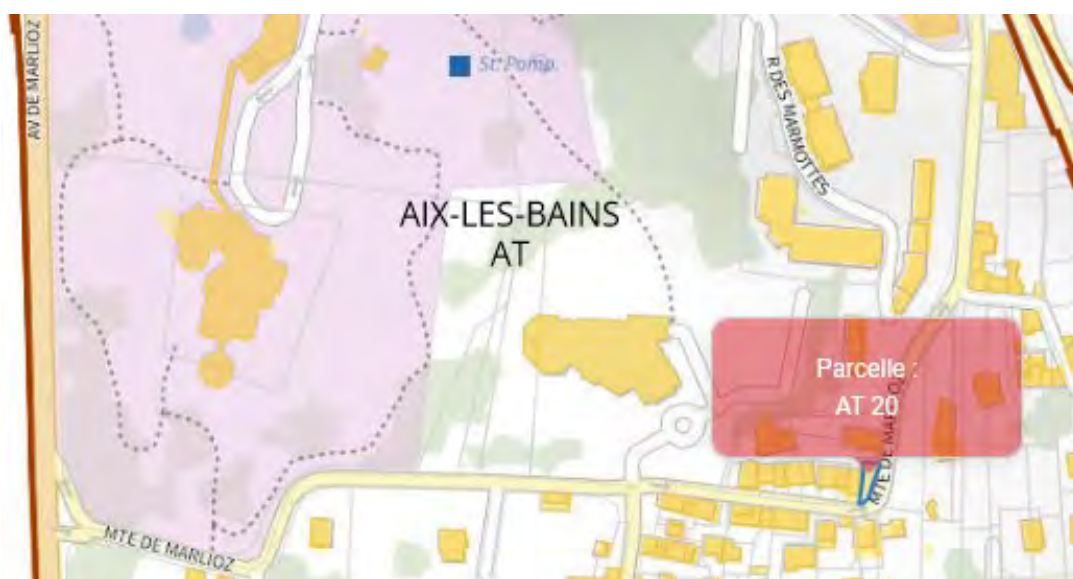 AV DE MARLIOZ
St. Pomp.
R DES MARMOTTES
AIX-LES-BAINS
AT
Parcelle :
AT 20
MTE DE MARLIOZ
MTE DE MARLIOZ